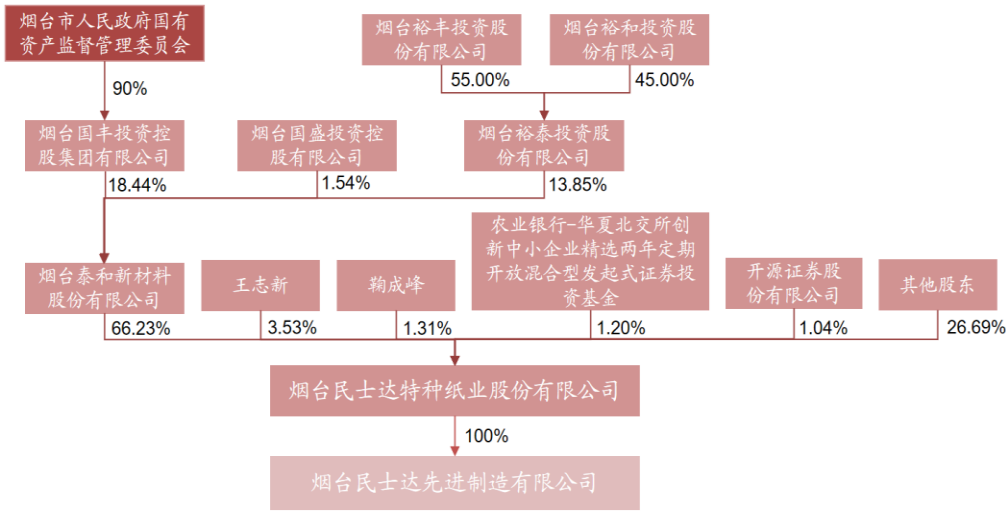 烟台市人民政府国有
资产监督管理委员会
烟台裕丰投资股
份有限公司
烟台裕和投资股
份有限公司
90%
55.00%
45.00%
烟台国丰投资控
股集团有限公司
烟台国盛投资控
股有限公司
烟台裕泰投资股
份有限公司
18.44%
1.54%
13.85%
烟台泰和新材料
股份有限公司
王志新
鞠成峰
农业银行-华夏北交所创
新中小企业精选两年定期
开放混合型发起式证券投
资基金
开源证券股
份有限公司
其他股东
66.23%
3.53%
1.31%
1.20%
1.04%
26.69%
烟台民士达特种纸业股份有限公司
100%
烟台民士达先进制造有限公司